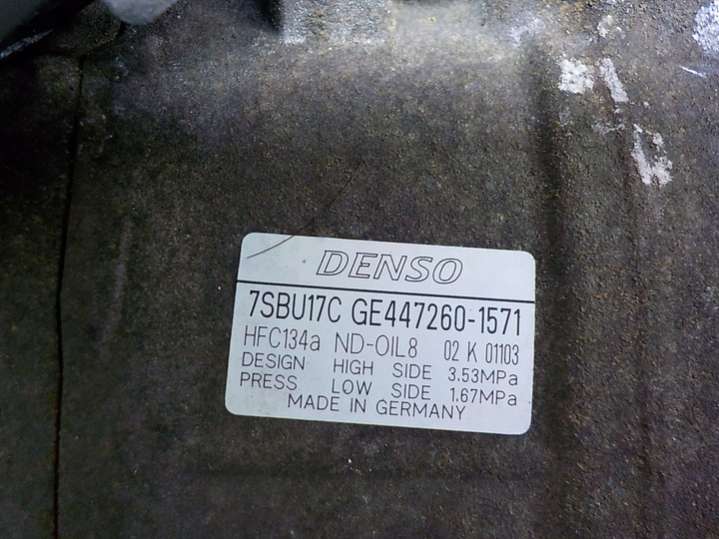 DENSO
7SBU17C GE447260-1571
HFC134a ND-OIL8 02 K 01103
DESIGN HIGH SIDE 3.53MPa
PRESS LOW SIDE 1.67MPa
MADE IN GERMANY